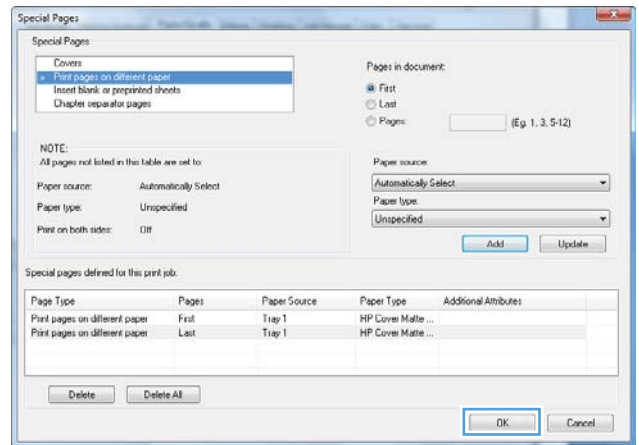 Special Pages
Special Pages
Covers
Print pages on different paper
Insert blank or preprinted sheets
Chapter separator pages
Pages in document:
First
Last
Pages:
(Eg. 1, 3, 5-12)
NOTE:
All pages not listed in this table are set to:
Paper source: Automatically Select
Paper type: Unspecified
Print on both sides: Off
Paper source:
Automatically Select
Paper type:
Unspecified
Add Update
Special pages defined for this print job:
Page Type Pages Paper Source Paper Type Additional Attributes
Print pages on different paper First Tray 1 HP Cover Matte ...
Print pages on different paper Last Tray 1 HP Cover Matte ...
Delete Delete All
OK Cancel